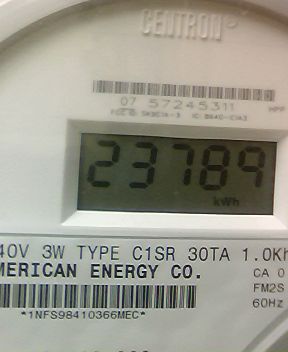 CENTRON
07 57245311
23789
kWh
40V 3W TYPE C1SR 30TA 1.0Kh
MERICAN ENERGY CO.
CA 0
FM2S
60Hz
*1NFS98410366MEC*